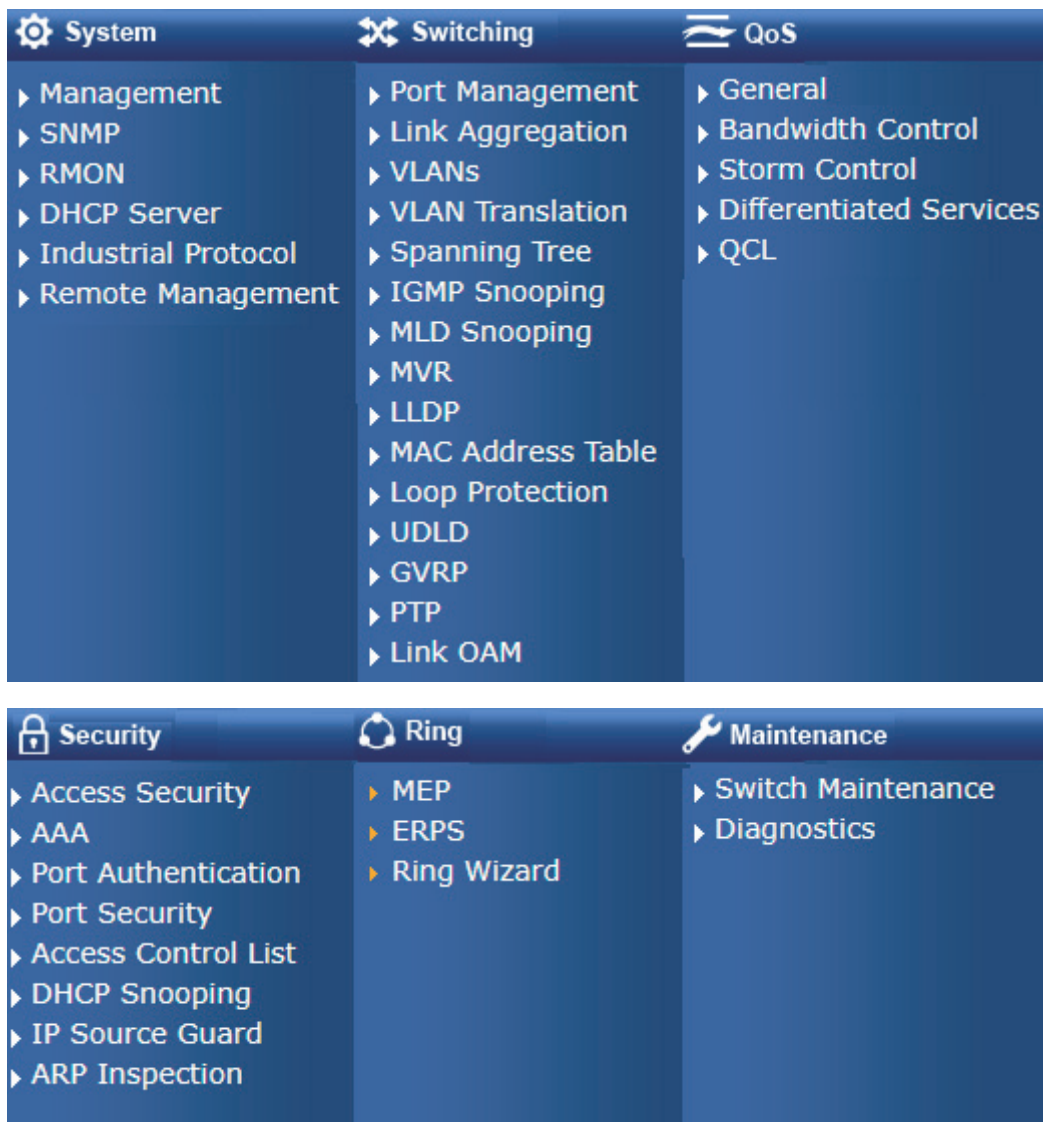 System
Management
SNMP
RMON
DHCP Server
Industrial Protocol
Remote Management
Switching
Port Management
Link Aggregation
VLANs
VLAN Translation
Spanning Tree
IGMP Snooping
MLD Snooping
MVR
LLDP
MAC Address Table
Loop Protection
UDLD
GVRP
PTP
Link OAM
QoS
General
Bandwidth Control
Storm Control
Differentiated Services
QCL
Security
Access Security
AAA
Port Authentication
Port Security
Access Control List
DHCP Snooping
IP Source Guard
ARP Inspection
Ring
MEP
ERPS
Ring Wizard
Maintenance
Switch Maintenance
Diagnostics